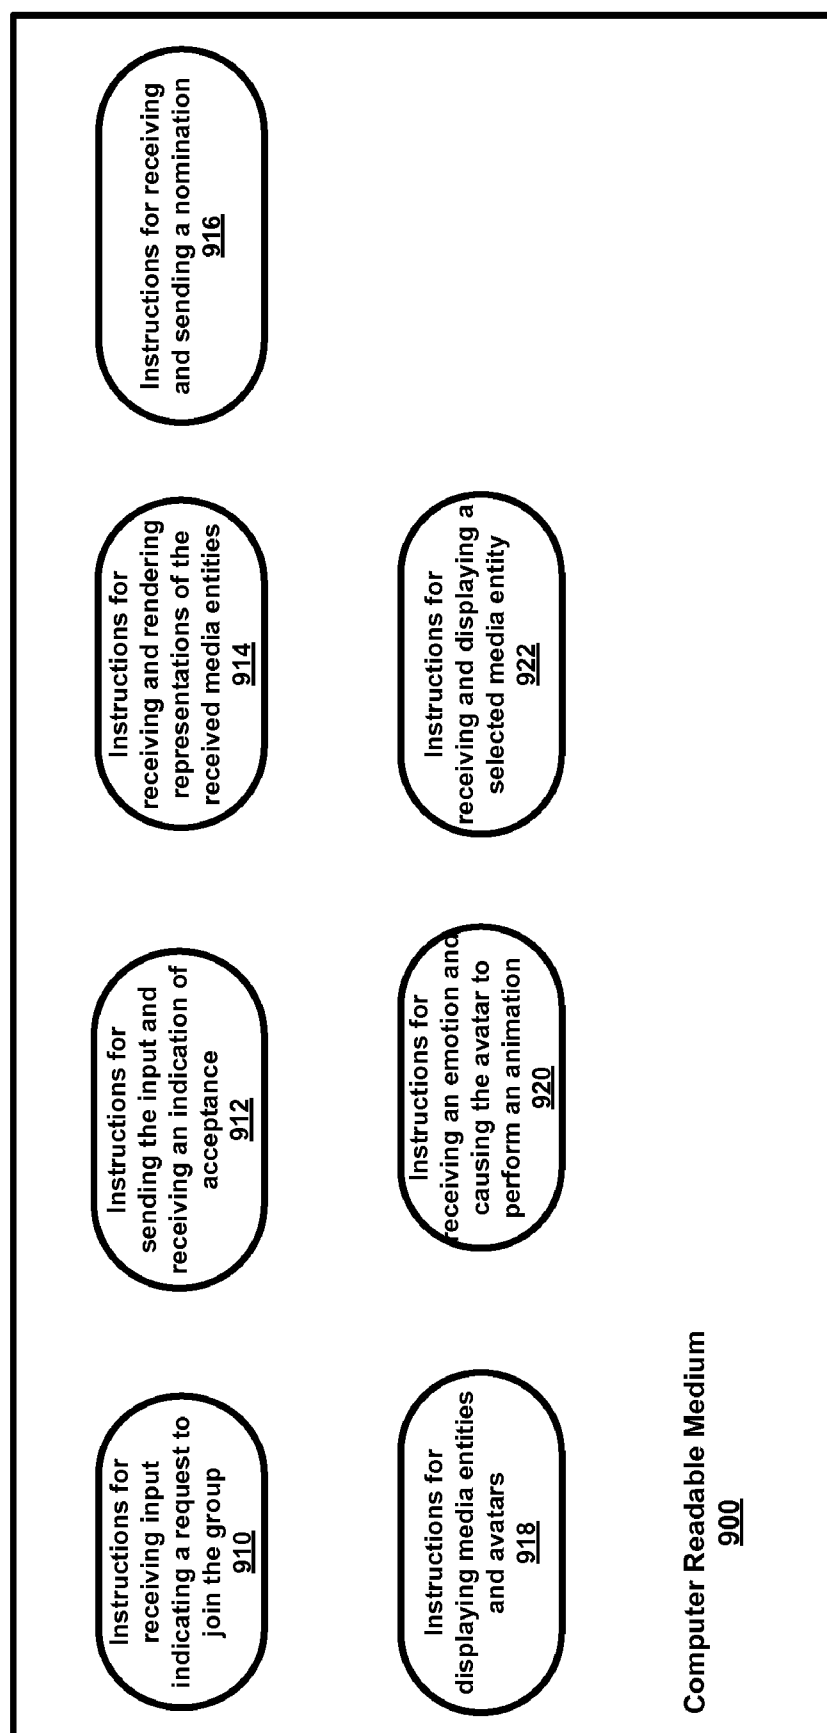 Instructions for
receiving input
indicating a request to
join the group
910
Instructions for
sending the input and
receiving an indication of
acceptance
912
Instructions for
receiving and rendering
representations of the
received media entities
914
Instructions for receiving
and sending a nomination
916
Instructions for
displaying media entities
and avatars
918
Instructions for
receiving an emotion and
causing the avatar to
perform an animation
920
Instructions for
receiving and displaying a
selected media entity
922
Computer Readable Medium
900